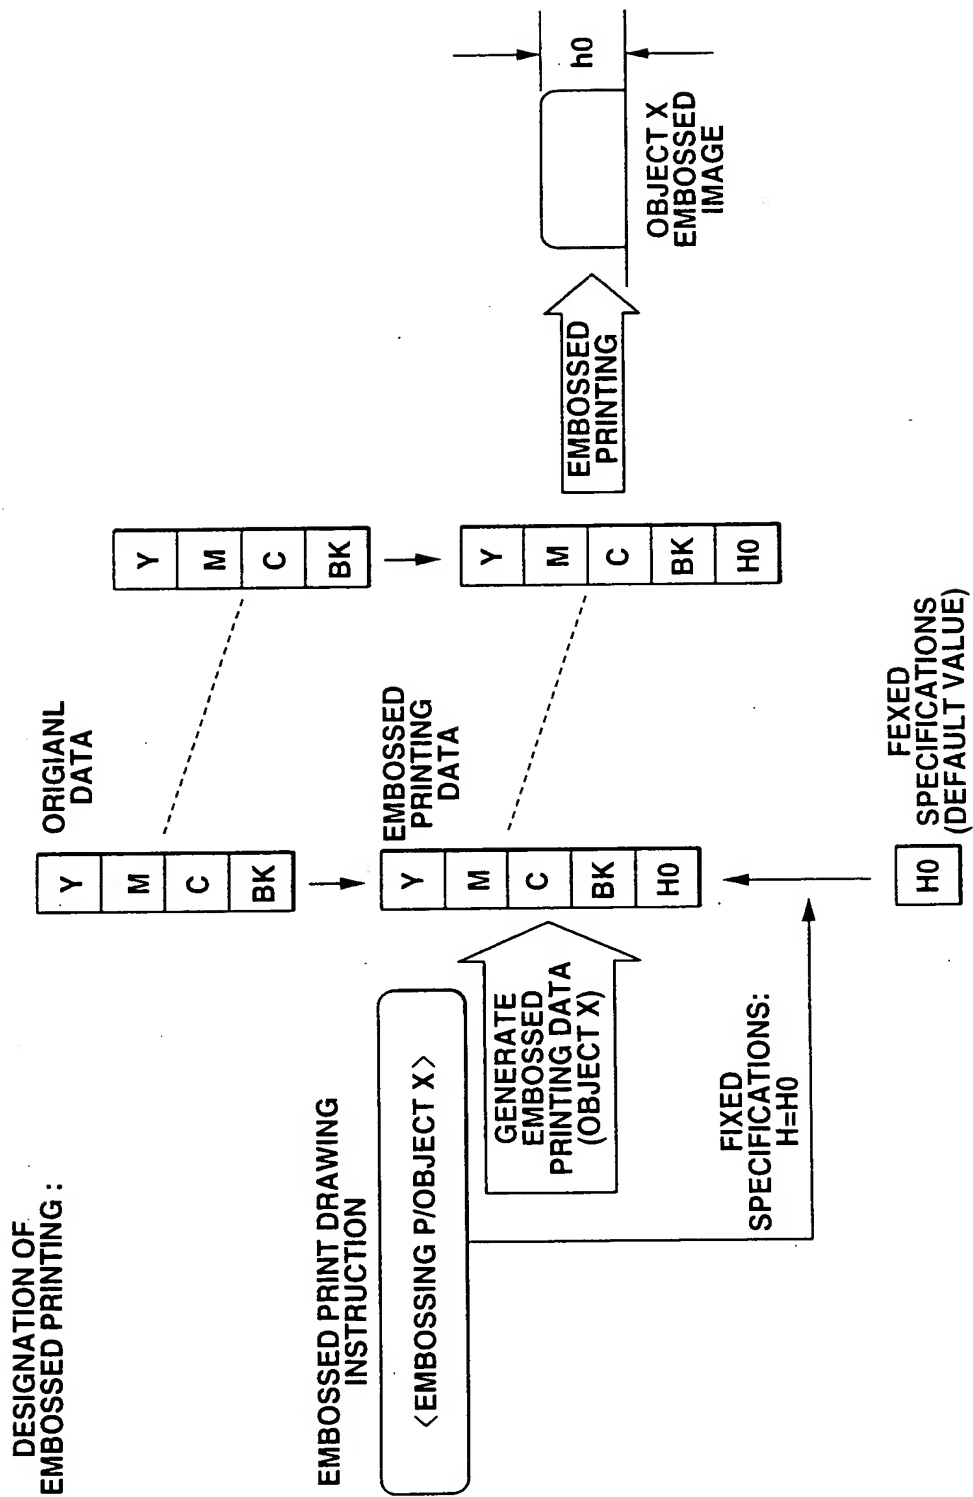 DESIGNATION OF
EMBOSSED PRINTING :
EMBOSSED PRINT DRAWING
INSTRUCTION
<EMBOSSING P/OBJECT X>
GENERATE
EMBOSSED
PRINTING DATA
(OBJECT X)
FIXED
SPECIFICATIONS:
H=H0
Y
M
C
BK
ORIGIANL
DATA
Y
M
C
BK
Y
M
C
BK
H0
EMBOSSED
PRINTING
DATA
Y
M
C
BK
H0
H0
FEXED
SPECIFICATIONS
(DEFAULT VALUE)
EMBOSSED
PRINTING
OBJECT X
EMBOSSED
IMAGE
h0